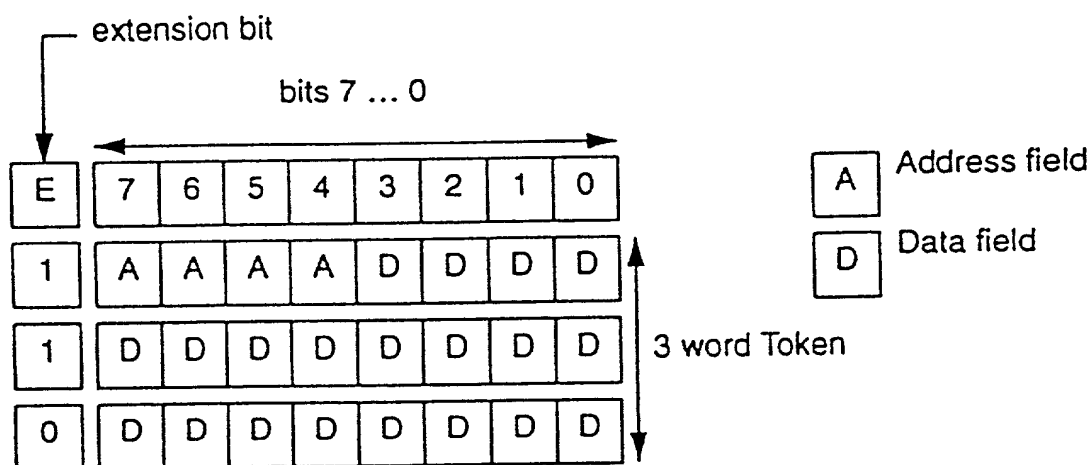 extension bit
bits 7 ... 0
E 7 6 5 4 3 2 1 0
A Address field
1 A A A A D D D D
D Data field
1 D D D D D D D D
3 word Token
0 D D D D D D D D